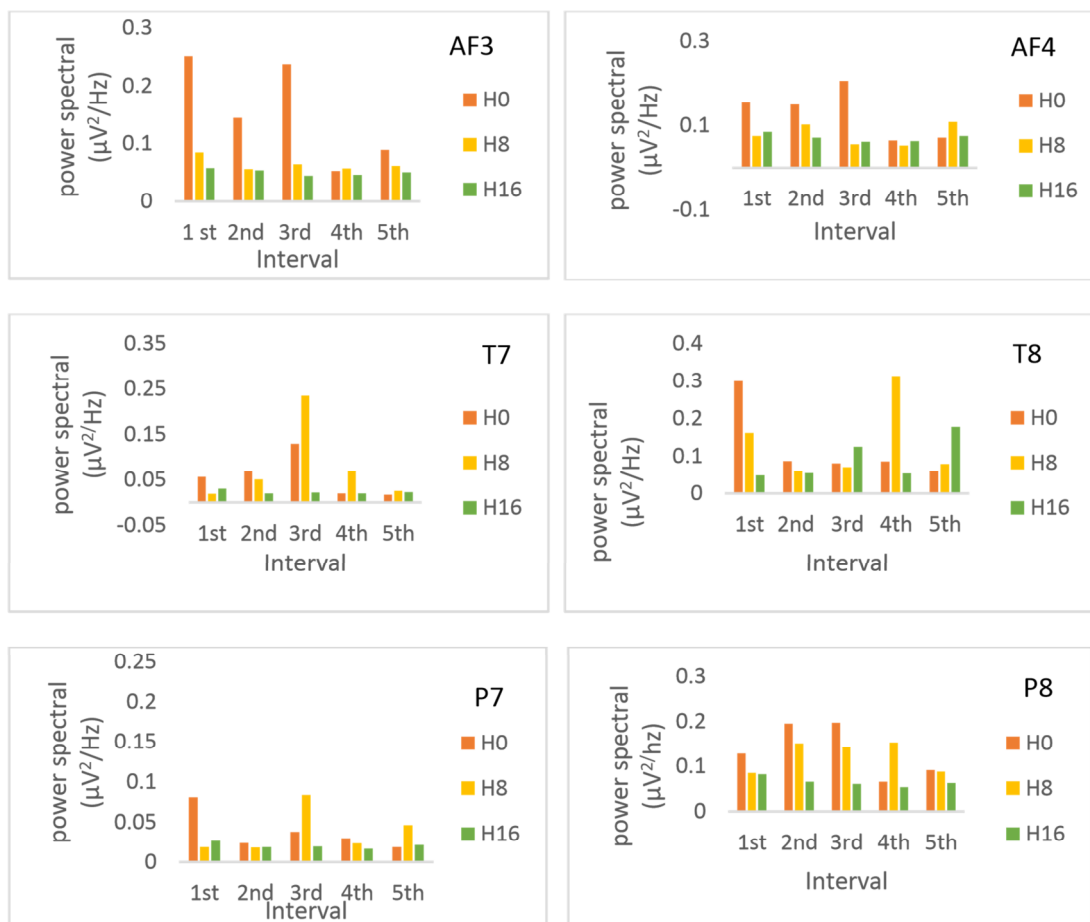 AF3
power spectral
(µV²/Hz)
0.3
0.2
0.1
0
1 st 2nd 3rd 4th 5th
Interval
H0
H8
H16
AF4
power spectral
(µV²/Hz)
0.3
0.1
-0.1
1st 2nd 3rd 4th 5th
Interval
H0
H8
H16
T7
power spectral
(µV²/Hz)
0.35
0.25
0.15
0.05
-0.05
1st 2nd 3rd 4th 5th
Interval
H0
H8
H16
T8
power spectral
(µV²/Hz)
0.4
0.3
0.2
0.1
0
1st 2nd 3rd 4th 5th
Interval
H0
H8
H16
P7
power spectral
(µV²/Hz)
0.25
0.2
0.15
0.1
0.05
0
1st 2nd 3rd 4th 5th
Interval
H0
H8
H16
P8
power spectral
(µV²/hz)
0.3
0.2
0.1
0
1st 2nd 3rd 4th 5th
Interval
H0
H8
H16